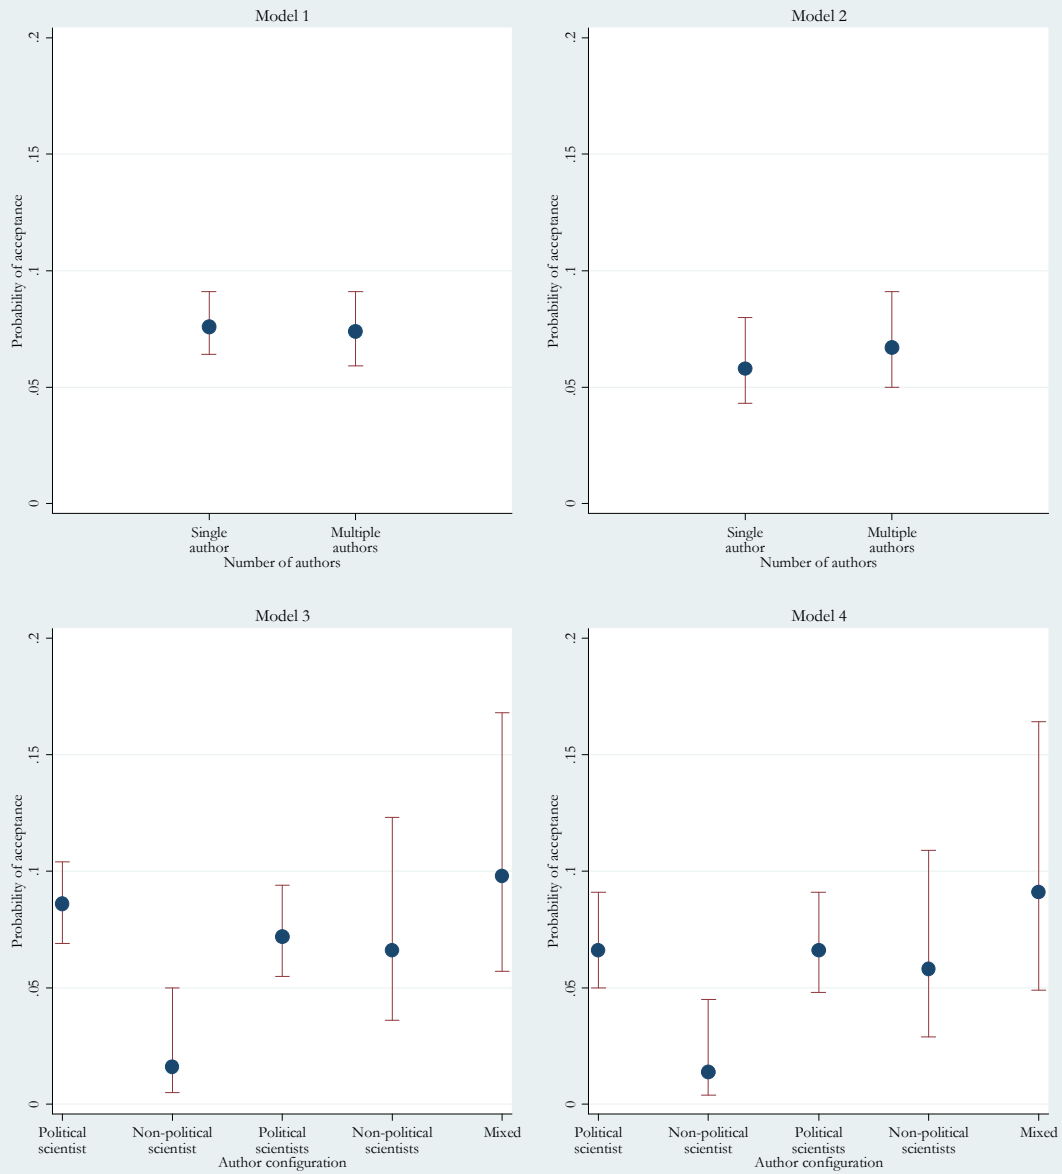 Model 1
Probability of acceptance
.2
.15
.1
.05
0
Single
author
Multiple
authors
Number of authors
Model 2
Probability of acceptance
.2
.15
.1
.05
0
Single
author
Multiple
authors
Number of authors
Model 3
Probability of acceptance
.2
.15
.1
.05
0
Political
scientist
Non-political
scientist
Political
scientists
Non-political
scientists
Mixed
Author configuration
Model 4
Probability of acceptance
.2
.15
.1
.05
0
Political
scientist
Non-political
scientist
Political
scientists
Non-political
scientists
Mixed
Author configuration